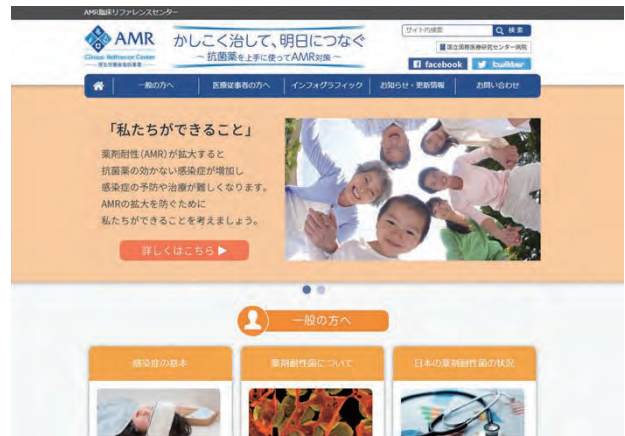 AMR臨床リファレンスセンター
AMR
Clinical Reference Center
かしこく治して、明日につなぐ
～抗菌薬を上手に使ってAMR対策～
サイト内検索
検索
国立国際医療研究センター病院
facebook
twitter
一般の方へ
医療従事者の方へ
インフォグラフィック
お知らせ・更新情報
お問い合わせ
「私たちができること」
薬剤耐性(AMR)が拡大すると
抗菌薬の効かない感染症が増加し
感染症の予防や治療が難しくなります。
AMRの拡大を防ぐために
私たちができることを考えましょう。
詳しくはこちら▶
一般の方へ
感染症の基本
薬剤耐性菌について
日本の薬剤耐性菌の状況